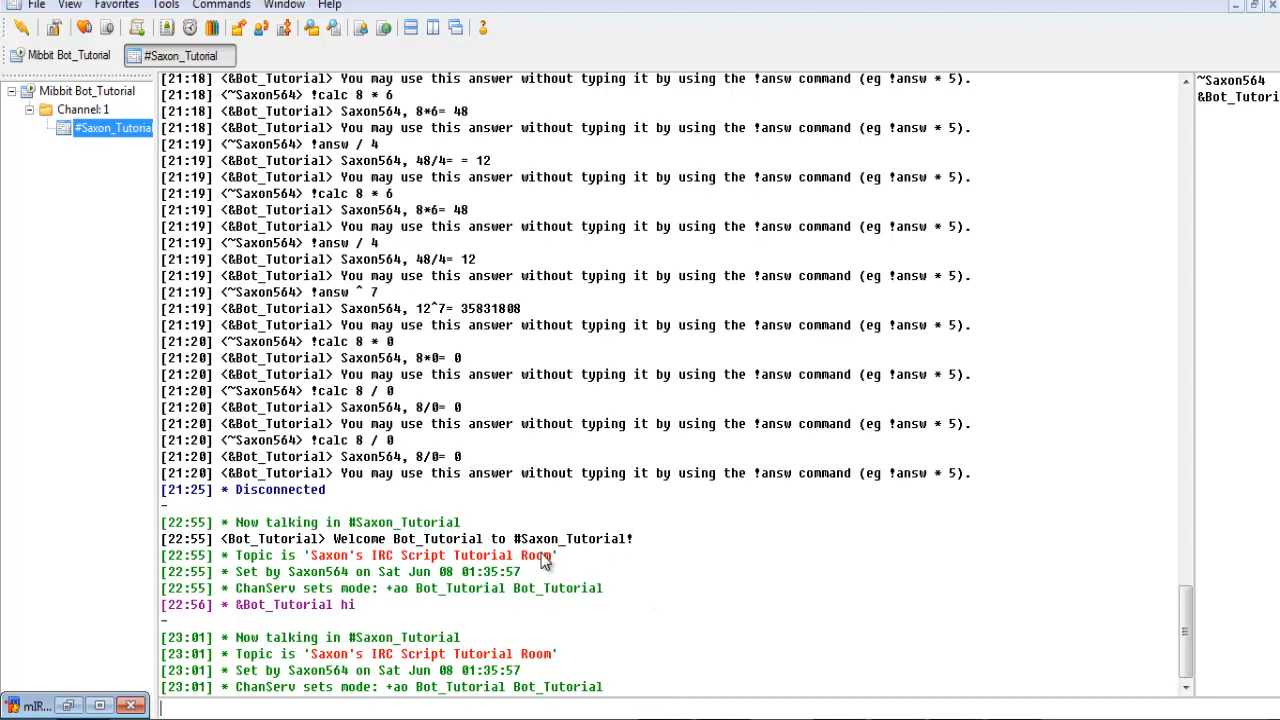 File View Favorites Tools Commands Window Help
Mibbit Bot_Tutorial #Saxon_Tutorial
Mibbit Bot_Tutorial
Channel: 1
#Saxon_Tutorial
[21:18] <&Bot_Tutorial> You may use this answer without typing it by using the !answ command (eg !answ * 5).
[21:18] <~Saxon564> !calc 8 * 6
[21:18] <&Bot_Tutorial> Saxon564, 8*6= 48
[21:18] <&Bot_Tutorial> You may use this answer without typing it by using the !answ command (eg !answ * 5).
[21:19] <~Saxon564> !answ / 4
[21:19] <&Bot_Tutorial> Saxon564, 48/4= = 12
[21:19] <&Bot_Tutorial> You may use this answer without typing it by using the !answ command (eg !answ * 5).
[21:19] <~Saxon564> !calc 8 * 6
[21:19] <&Bot_Tutorial> Saxon564, 8*6= 48
[21:19] <&Bot_Tutorial> You may use this answer without typing it by using the !answ command (eg !answ * 5).
[21:19] <~Saxon564> !answ / 4
[21:19] <&Bot_Tutorial> Saxon564, 48/4= 12
[21:19] <&Bot_Tutorial> You may use this answer without typing it by using the !answ command (eg !answ * 5).
[21:19] <~Saxon564> !answ ^ 7
[21:19] <&Bot_Tutorial> Saxon564, 12^7= 35831808
[21:19] <&Bot_Tutorial> You may use this answer without typing it by using the !answ command (eg !answ * 5).
[21:20] <~Saxon564> !calc 8 * 0
[21:20] <&Bot_Tutorial> Saxon564, 8*0= 0
[21:20] <&Bot_Tutorial> You may use this answer without typing it by using the !answ command (eg !answ * 5).
[21:20] <~Saxon564> !calc 8 / 0
[21:20] <&Bot_Tutorial> Saxon564, 8/0= 0
[21:20] <&Bot_Tutorial> You may use this answer without typing it by using the !answ command (eg !answ * 5).
[21:20] <~Saxon564> !calc 8 / 0
[21:20] <&Bot_Tutorial> Saxon564, 8/0= 0
[21:20] <&Bot_Tutorial> You may use this answer without typing it by using the !answ command (eg !answ * 5).
[21:25] * Disconnected
-
[22:55] * Now talking in #Saxon_Tutorial
[22:55] <Bot_Tutorial> Welcome Bot_Tutorial to #Saxon_Tutorial!
[22:55] * Topic is 'Saxon's IRC Script Tutorial Room'
[22:55] * Set by Saxon564 on Sat Jun 08 01:35:57
[22:55] * ChanServ sets mode: +ao Bot_Tutorial Bot_Tutorial
[22:56] * &Bot_Tutorial hi
-
[23:01] * Now talking in #Saxon_Tutorial
[23:01] * Topic is 'Saxon's IRC Script Tutorial Room'
[23:01] * Set by Saxon564 on Sat Jun 08 01:35:57
[23:01] * ChanServ sets mode: +ao Bot_Tutorial Bot_Tutorial
~Saxon564
&Bot_Tutori
mIR...